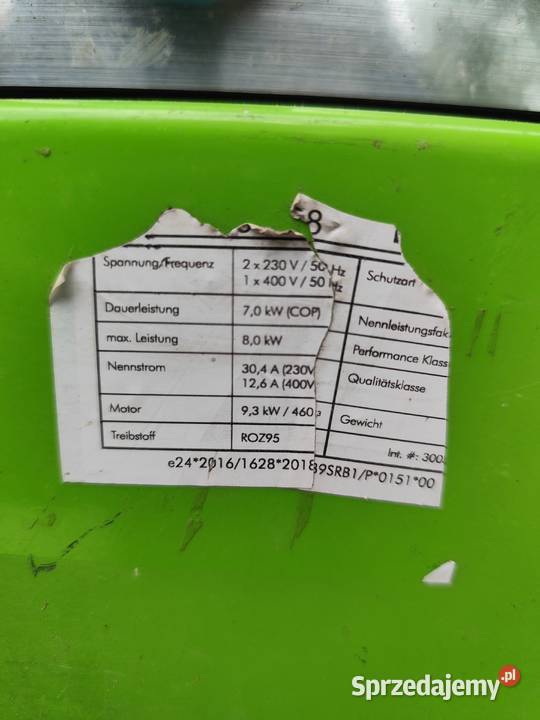 8
Spannung/Frequenz 2 x 230 V / 50 Hz Schutzart
1 x 400 V / 50 Hz
Dauerleistung 7,0 kW (COP) Nennleistungsfak
max. Leistung 8,0 kW Performance Klass
Nennstrom 30,4 A (230V Qualitätsklasse
12,6 A (400V
Motor 9,3 kW / 460 Gewicht
Treibstoff ROZ95 Int. #: 300
e24*2016/1628*20189SRB1/P*0151*00
Sprzedajemy.pl